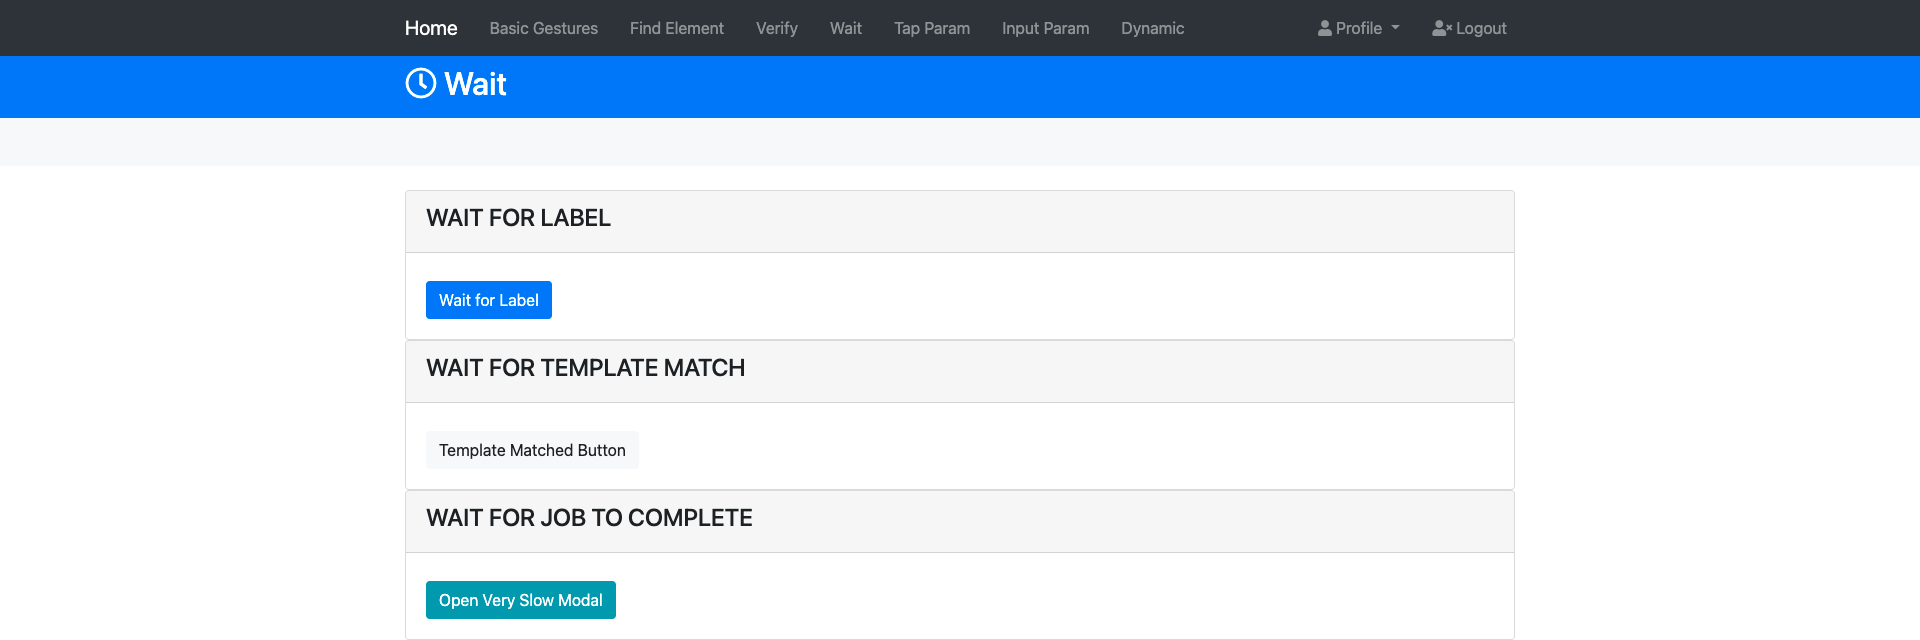 Home Basic Gestures Find Element Verify Wait Tap Param Input Param Dynamic Profile Logout
Wait
WAIT FOR LABEL
Wait for Label
WAIT FOR TEMPLATE MATCH
Template Matched Button
WAIT FOR JOB TO COMPLETE
Open Very Slow Modal